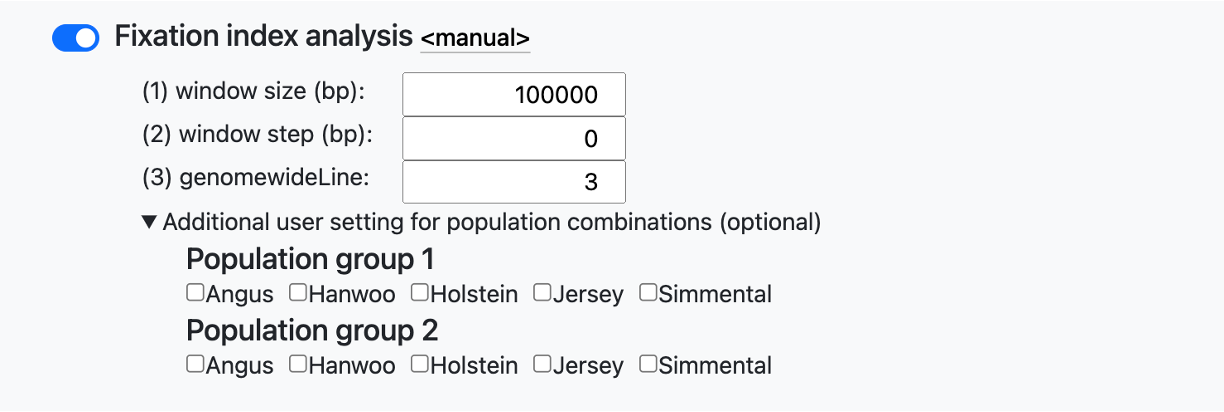 Fixation index analysis <manual>
(1) window size (bp): 100000
(2) window step (bp): 0
(3) genomewideLine: 3
▼ Additional user setting for population combinations (optional)
Population group 1
Angus Hanwoo Holstein Jersey Simmental
Population group 2
Angus Hanwoo Holstein Jersey Simmental